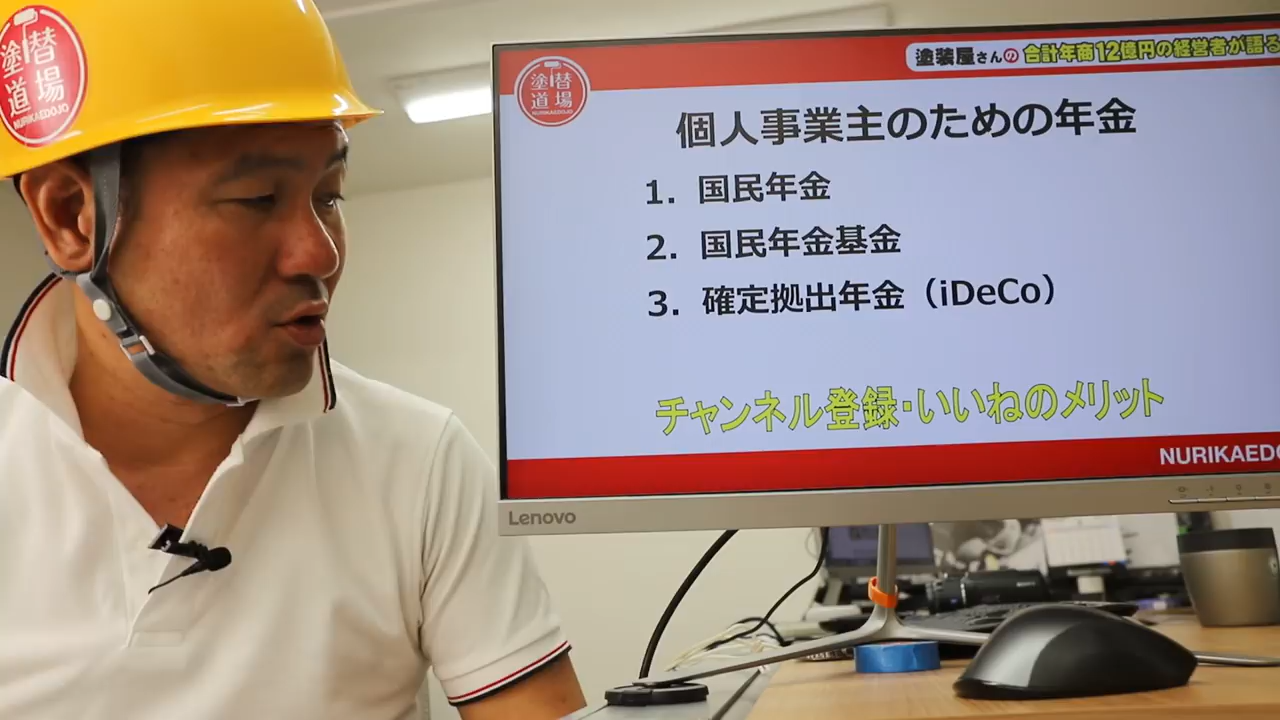 塗替
道場
NURIKAEDOJO
塗替
道場
NURIKAEDOJO
塗装屋さんの 合計年商12億円の経営者が語る
個人事業主のための年金
1. 国民年金
2. 国民年金基金
3. 確定拠出年金（iDeCo）
チャンネル登録・いいねのメリット
NURIKAEDO
Lenovo